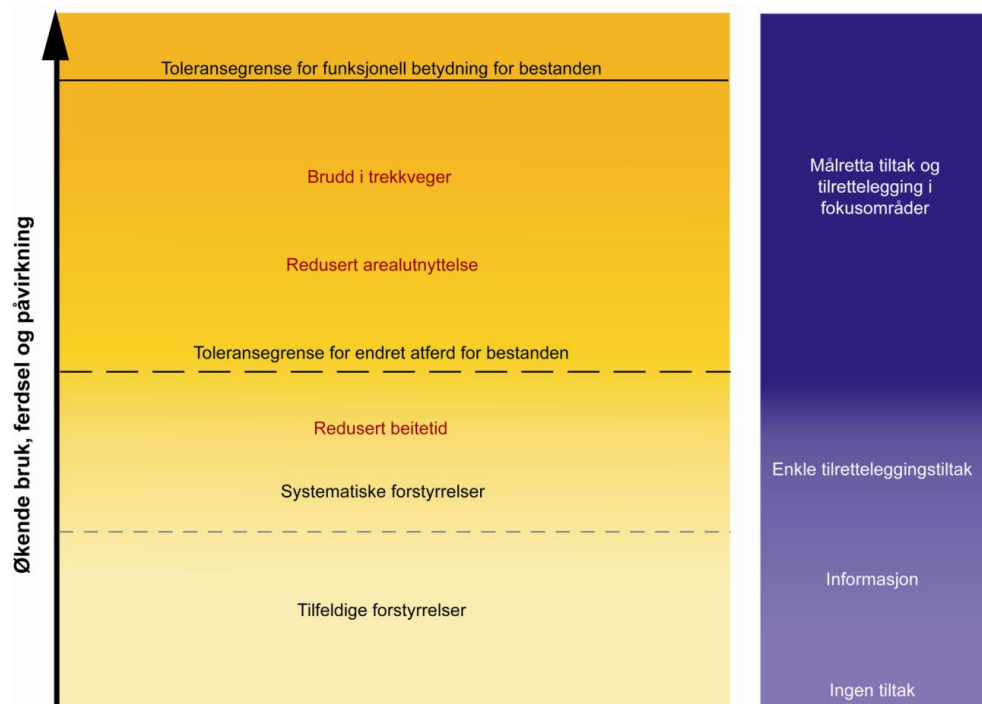 Økende bruk, ferdsel og påvirkning
Toleransegrense for funksjonell betydning for bestanden
Brudd i trekkveger
Redusert arealutnyttelse
Toleransegrense for endret atferd for bestanden
Redusert beitetid
Systematiske forstyrrelser
Tilfeldige forstyrrelser
Målretta tiltak og
tilrettelegging i
fokusområder
Enkle tilretteleggingstiltak
Informasjon
Ingen tiltak